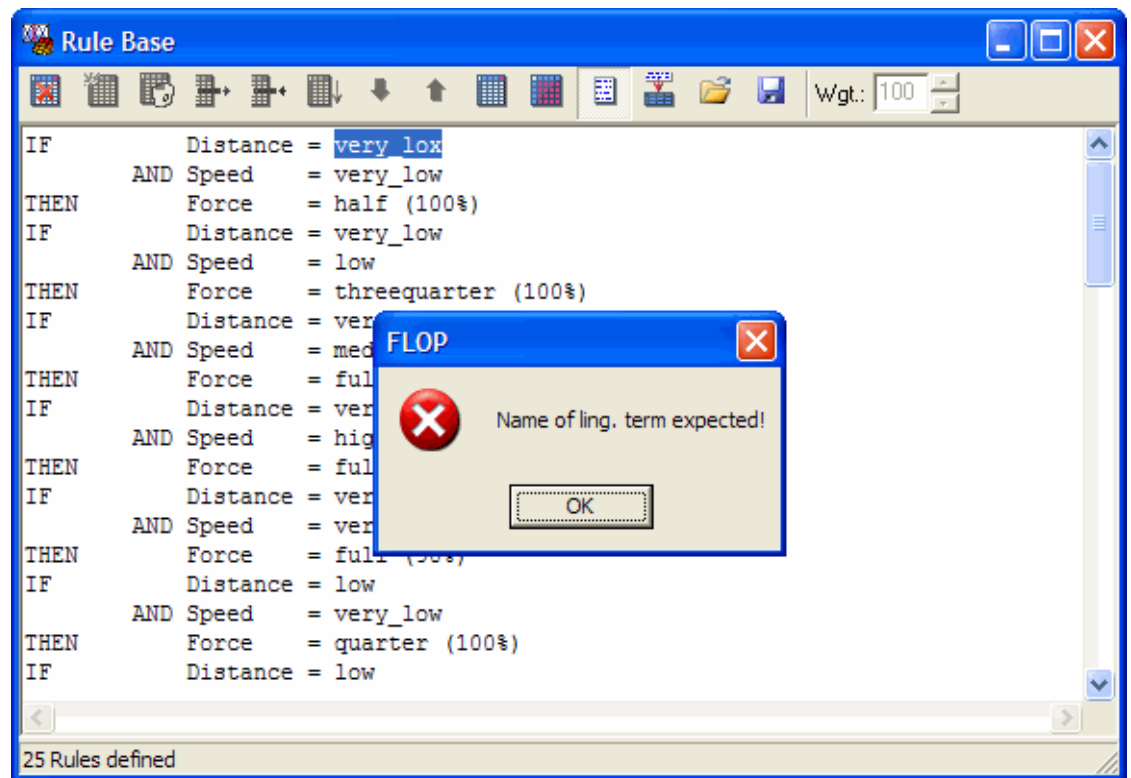 Rule Base
Wgt.: 100
IF Distance = very_lox
AND Speed = very_low
THEN Force = half (100%)
IF Distance = very_low
AND Speed = low
THEN Force = threequarter (100%)
IF Distance = ver
AND Speed = med
THEN Force = ful
IF Distance = ver
AND Speed = hig
THEN Force = ful
IF Distance = ver
AND Speed = ver
THEN Force = full (90%)
IF Distance = low
AND Speed = very_low
THEN Force = quarter (100%)
IF Distance = low
FLOP
Name of ling. term expected!
OK
25 Rules defined